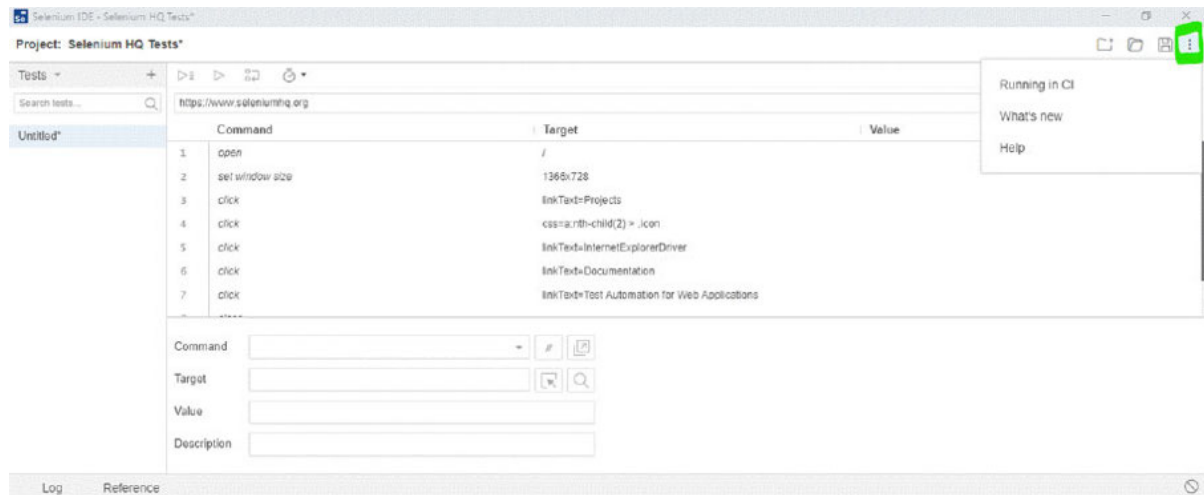 Selenium IDE - Selenium HQ Tests*
Project: Selenium HQ Tests*
Tests
Search tests...
Untitled*
https://www.seleniumhq.org
Command Target Value
1 open /
2 set window size 1366x728
3 click linkText=Projects
4 click css=a:nth-child(2) > .icon
5 click linkText=InternetExplorerDriver
6 click linkText=Documentation
7 click linkText=Test Automation for Web Applications
Running in CI
What's new
Help
Command
//
Target
Value
Description
Log Reference